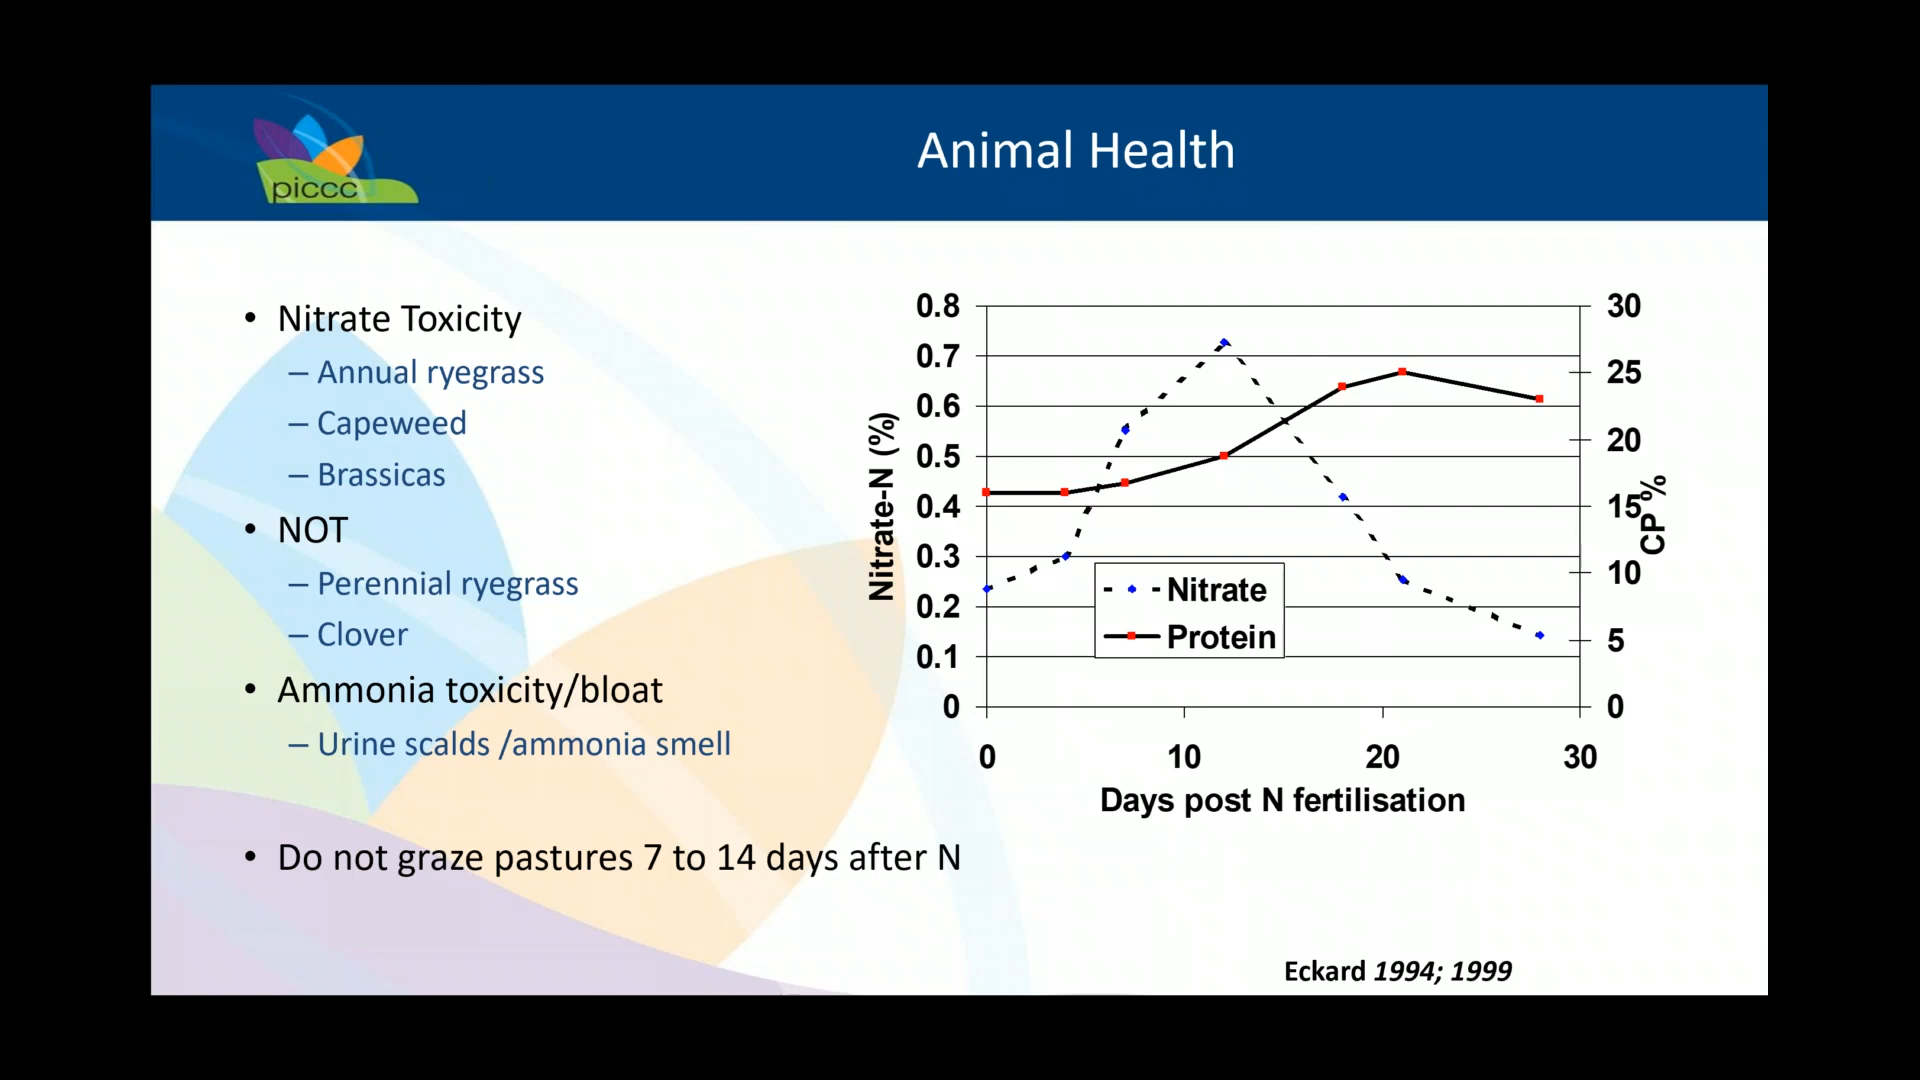 piccc
Animal Health
• Nitrate Toxicity
– Annual ryegrass
– Capeweed
– Brassicas
• NOT
– Perennial ryegrass
– Clover
• Ammonia toxicity/bloat
– Urine scalds /ammonia smell
• Do not graze pastures 7 to 14 days after N
Nitrate-N (%)
0.8
0.7
0.6
0.5
0.4
0.3
0.2
0.1
0
Nitrate
Protein
30
25
20
15
10
5
0
CP %
0 10 20 30
Days post N fertilisation
Eckard 1994; 1999